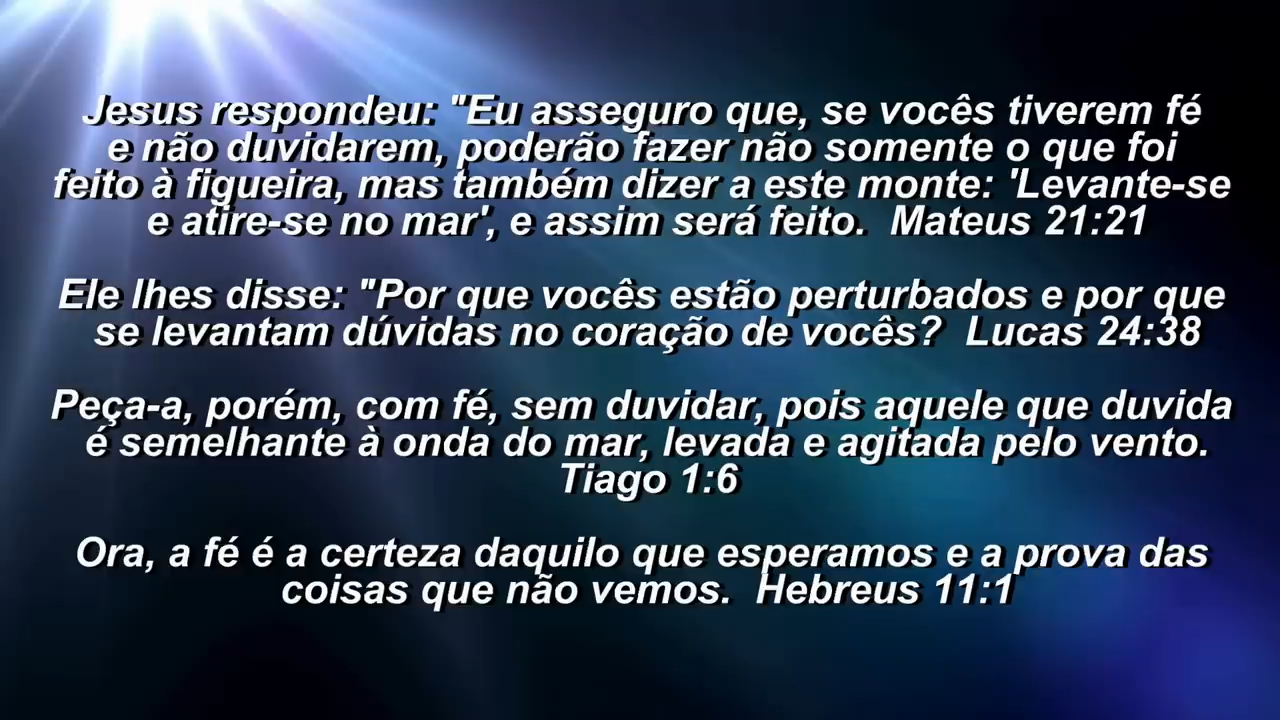 Jesus respondeu: "Eu asseguro que, se vocês tiverem fé
e não duvidarem, poderão fazer não somente o que foi
feito à figueira, mas também dizer a este monte: 'Levante-se
e atire-se no mar', e assim será feito.  Mateus 21:21
Ele lhes disse: "Por que vocês estão perturbados e por que
se levantam dúvidas no coração de vocês?  Lucas 24:38
Peça-a, porém, com fé, sem duvidar, pois aquele que duvida
é semelhante à onda do mar, levada e agitada pelo vento.
Tiago 1:6
Ora, a fé é a certeza daquilo que esperamos e a prova das
coisas que não vemos.  Hebreus 11:1